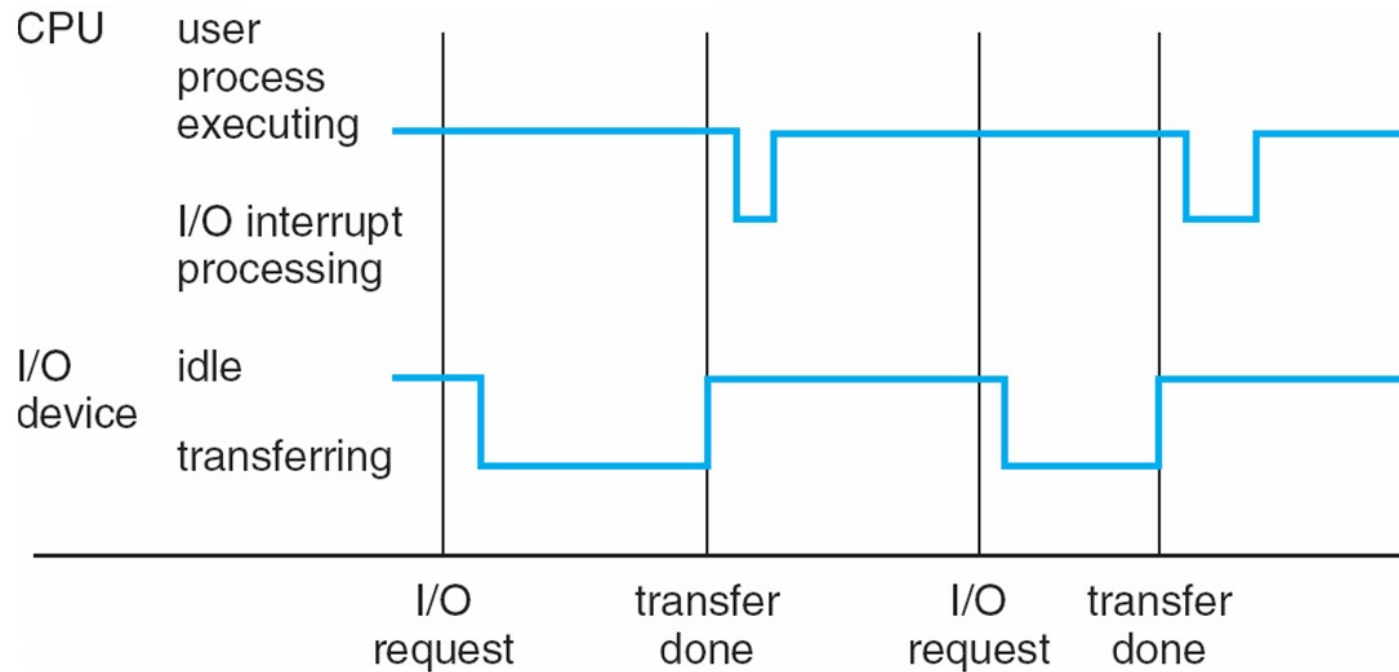 CPU user
process
executing
I/O interrupt
processing
I/O idle
device
transferring
I/O transfer I/O transfer
request done request done